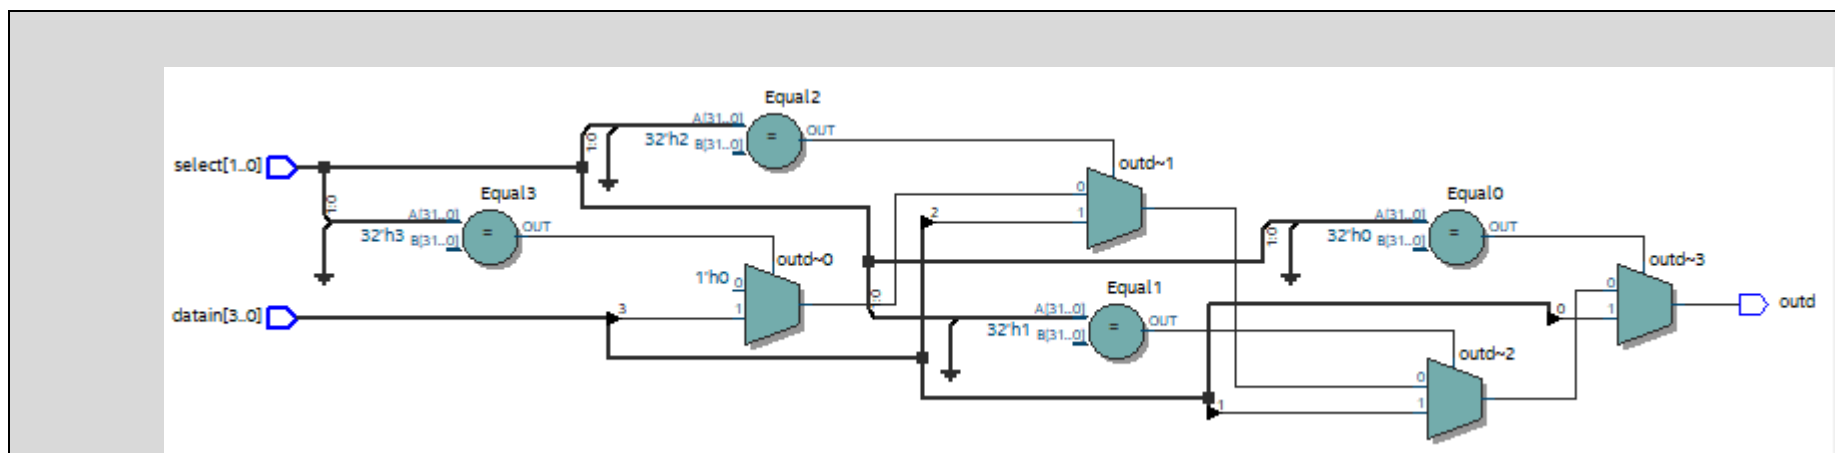 Equal2
A[31..0]
32'h2 B[31..0]
=
OUT
1:0
select[1..0]
outd~1
0
1
2
Equal3
1:0
A[31..0]
32'h3 B[31..0]
=
OUT
Equal0
1:0
A[31..0]
32'h0 B[31..0]
=
OUT
outd~0
1'h0 0
1
3
datain[3..0]
outd~3
0
1
0
outd
Equal1
1:0
A[31..0]
32'h1 B[31..0]
=
OUT
outd~2
0
1
1